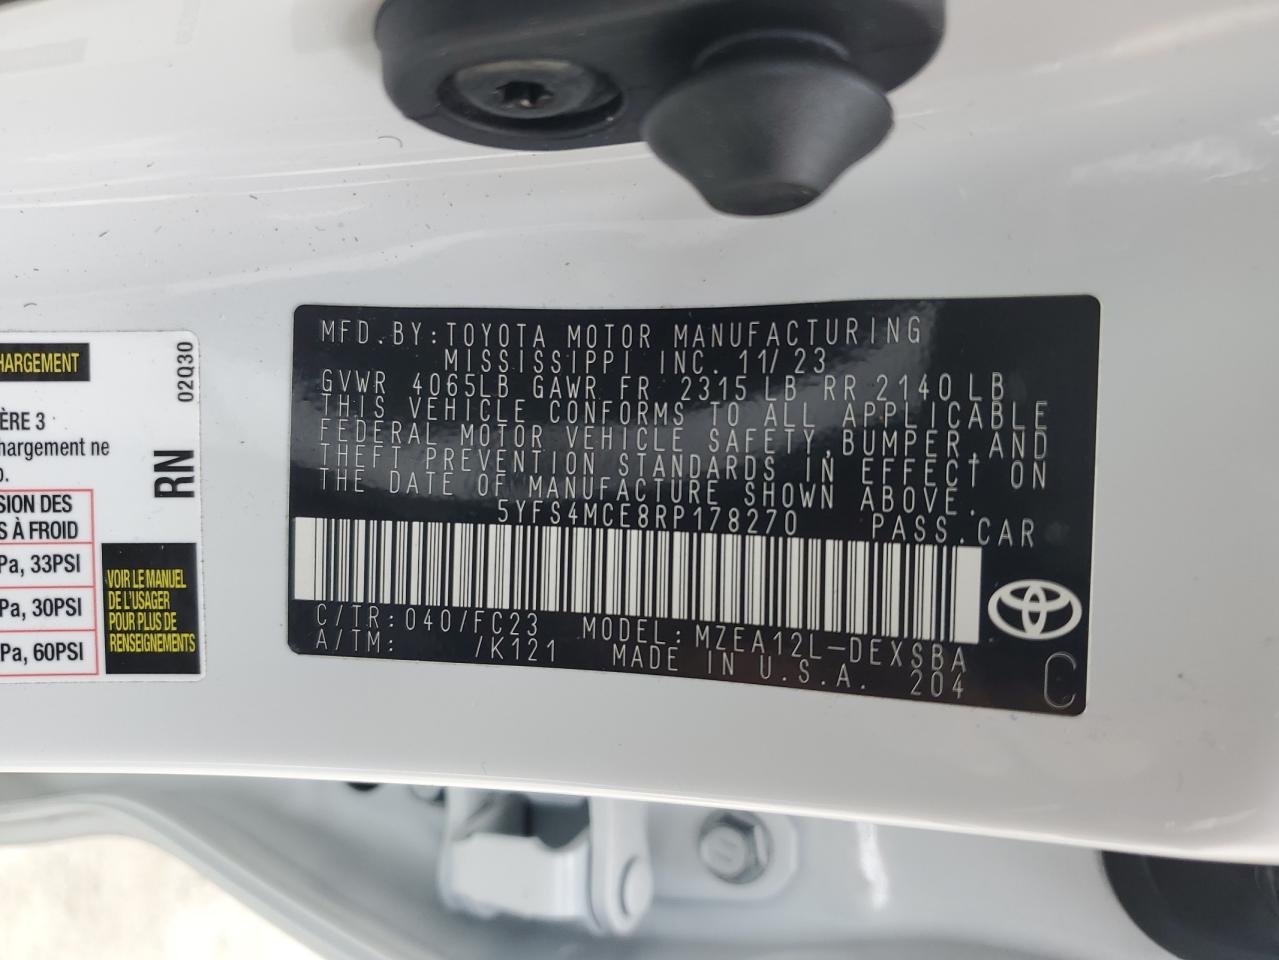 HARGEMENT
02Q30
ÈRE 3
hargement ne
o.
RN
SION DES
S À FROID
Pa, 33PSI
Pa, 30PSI
Pa, 60PSI
VOIR LE MANUEL
DE L'USAGER
POUR PLUS DE
RENSEIGNEMENTS
MFD. BY: TOYOTA MOTOR MANUFACTURING
MISSISSIPPI INC. 11/23
GVWR 4065LB GAWR FR 2315 LB RR 2140 LB
THIS VEHICLE CONFORMS TO ALL APPLICABLE
FEDERAL MOTOR VEHICLE SAFETY, BUMPER, AND
THEFT PREVENTION STANDARDS IN EFFECT ON
THE DATE OF MANUFACTURE SHOWN ABOVE.
5YFS4MCE8RP178270 PASS. CAR
C/TR: 040/FC23 MODEL: MZEA12L-DEXSBA
A/TM: /K121 MADE IN U.S.A. 204
C